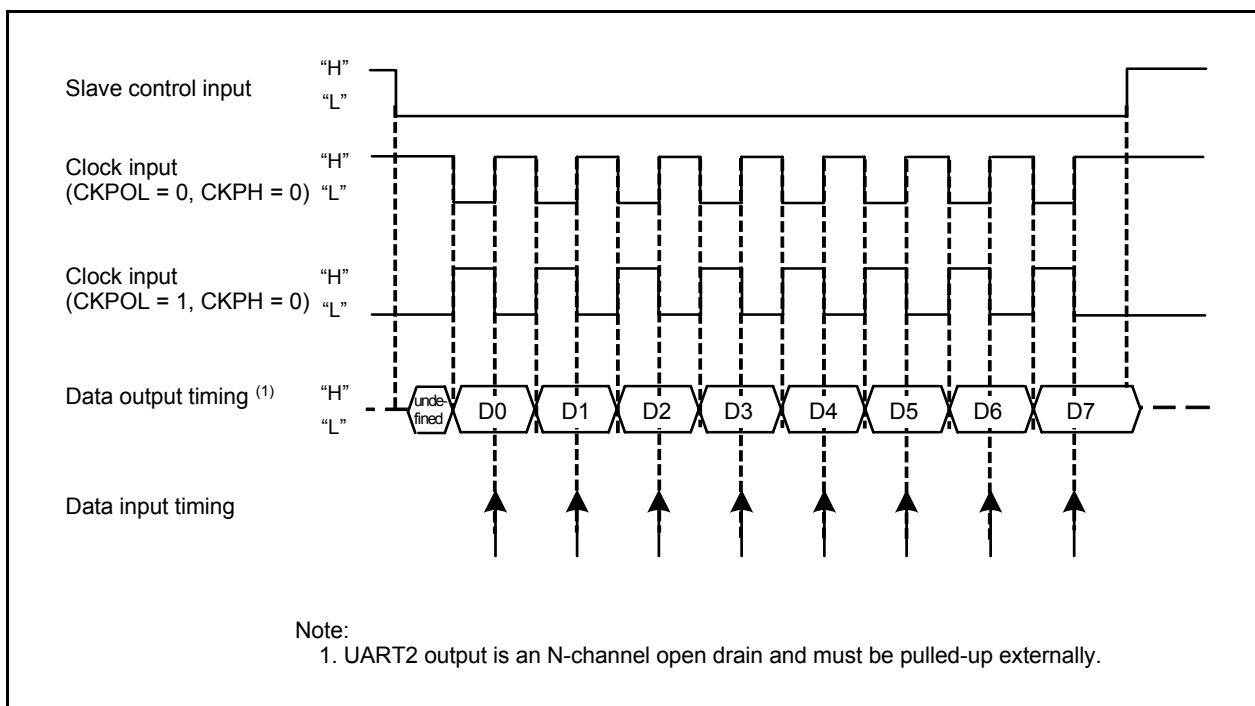 Slave control input
“H”
“L”
Clock input
(CKPOL = 0, CKPH = 0)
“H”
“L”
Clock input
(CKPOL = 1, CKPH = 0)
“H”
“L”
Data output timing (1)
“H”
“L”
unde-
fined
D0 D1 D2 D3 D4 D5 D6 D7
Data input timing
Note:
1. UART2 output is an N-channel open drain and must be pulled-up externally.